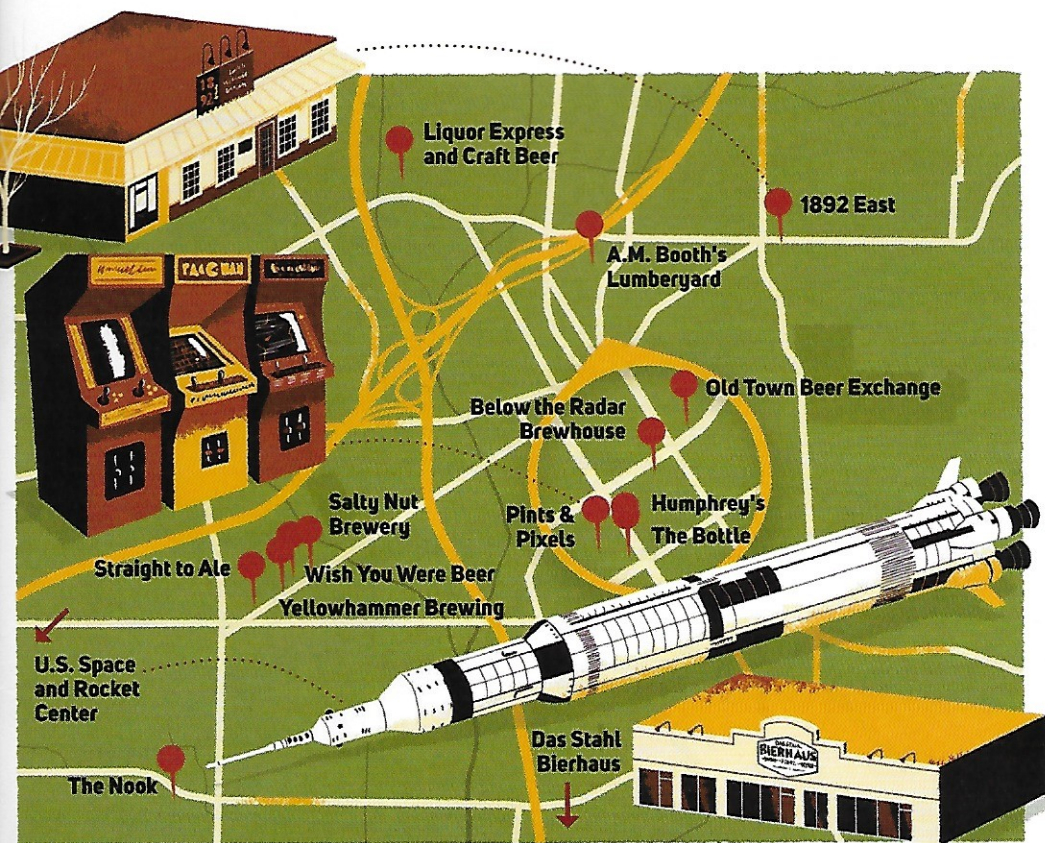 18
92
Liquor Express
and Craft Beer
1892 East
A.M. Booth's
Lumberyard
PAC MAN
Old Town Beer Exchange
Below the Radar
Brewhouse
Salty Nut
Brewery
Pints &
Pixels
Humphrey's
The Bottle
Straight to Ale
Wish You Were Beer
Yellowhammer Brewing
U.S. Space
and Rocket
Center
Das Stahl
Bierhaus
BIERHAUS
The Nook